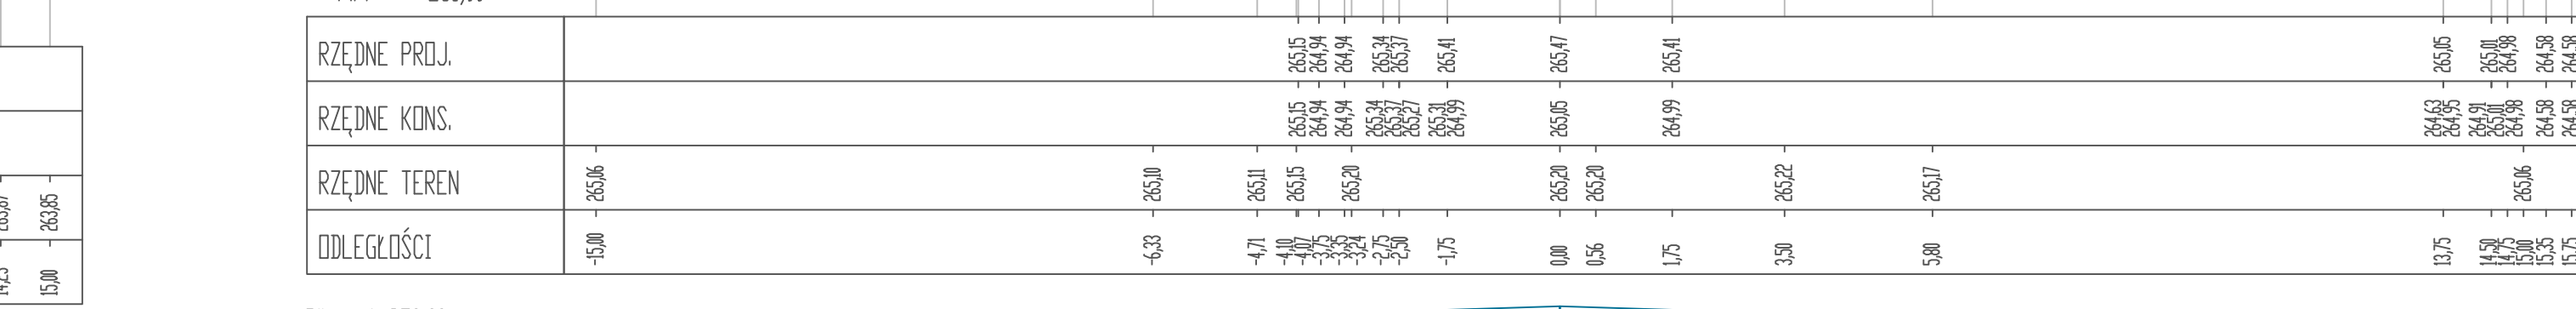 RZĘDNE PROJ. 265,15 264,94 264,94 265,34 265,37 265,41 265,47 265,41 265,05 265,01 264,98 264,58 264,58
RZĘDNE KONS. 265,15 264,94 264,94 265,34 265,37 265,27 265,31 264,99 265,05 264,99 264,63 264,95 264,91 265,01 264,98 264,58 264,58
263,85 RZĘDNE TEREN 265,06 265,10 265,11 265,15 265,20 265,20 265,20 265,22 265,17 265,06
15,00 ODLEGŁOŚCI -15,00 -6,33 -4,71 -4,10 -4,07 -3,75 -3,35 -3,24 -2,75 -2,50 -1,75 0,00 0,56 1,75 3,50 5,80 13,75 14,50 14,75 15,00 15,35 15,75